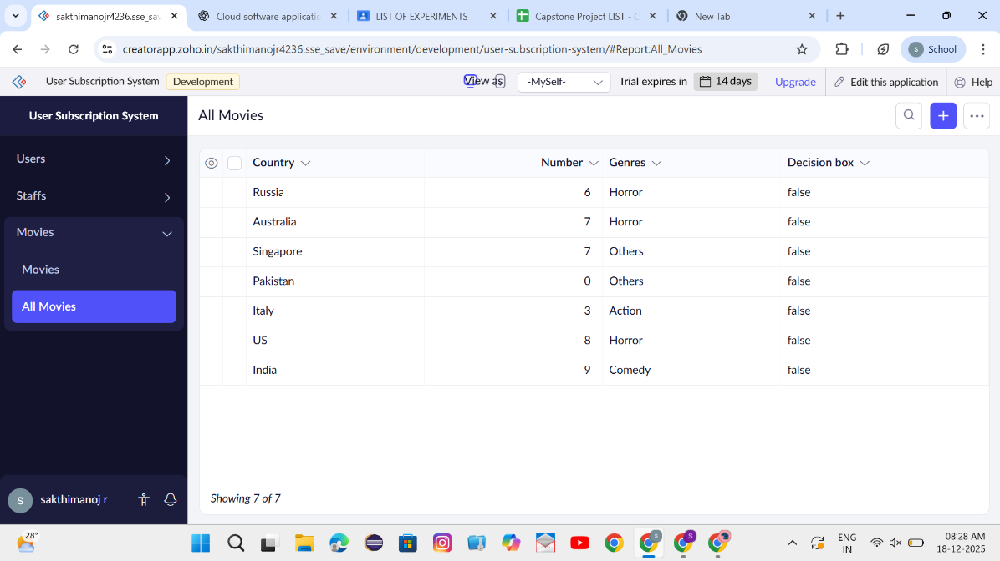 sakthimanojr4236.sse_sav
Cloud software applicatic
LIST OF EXPERIMENTS
Capstone Project LIST - C
New Tab
creatorapp.zoho.in/sakthimanojr4236.sse_save/environment/development/user-subscription-system/#Report:All_Movies
S School
User Subscription System Development View as -MySelf- Trial expires in 14 days Upgrade Edit this application Help
User Subscription System
Users
Staffs
Movies
Movies
All Movies
S sakthimanoj r
All Movies
Country Number Genres Decision box
Russia 6 Horror false
Australia 7 Horror false
Singapore 7 Others false
Pakistan 0 Others false
Italy 3 Action false
US 8 Horror false
India 9 Comedy false
Showing 7 of 7
28°
ENG
IN
08:28 AM
18-12-2025